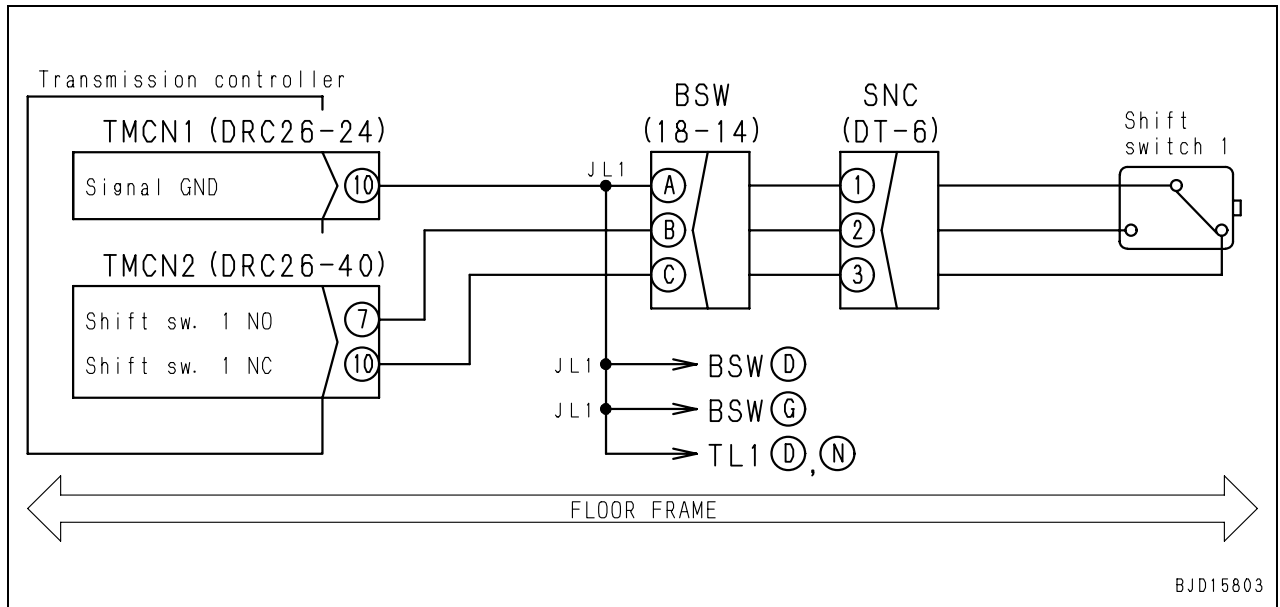 Transmission controller
TMCN1 (DRC26-24)
Signal GND
10
TMCN2 (DRC26-40)
Shift sw. 1 NO
7
Shift sw. 1 NC
10
JL1
BSW
(18-14)
A
B
C
SNC
(DT-6)
1
2
3
Shift
switch 1
JL1
BSW D
JL1
BSW G
TL1 D, N
FLOOR FRAME
BJD15803